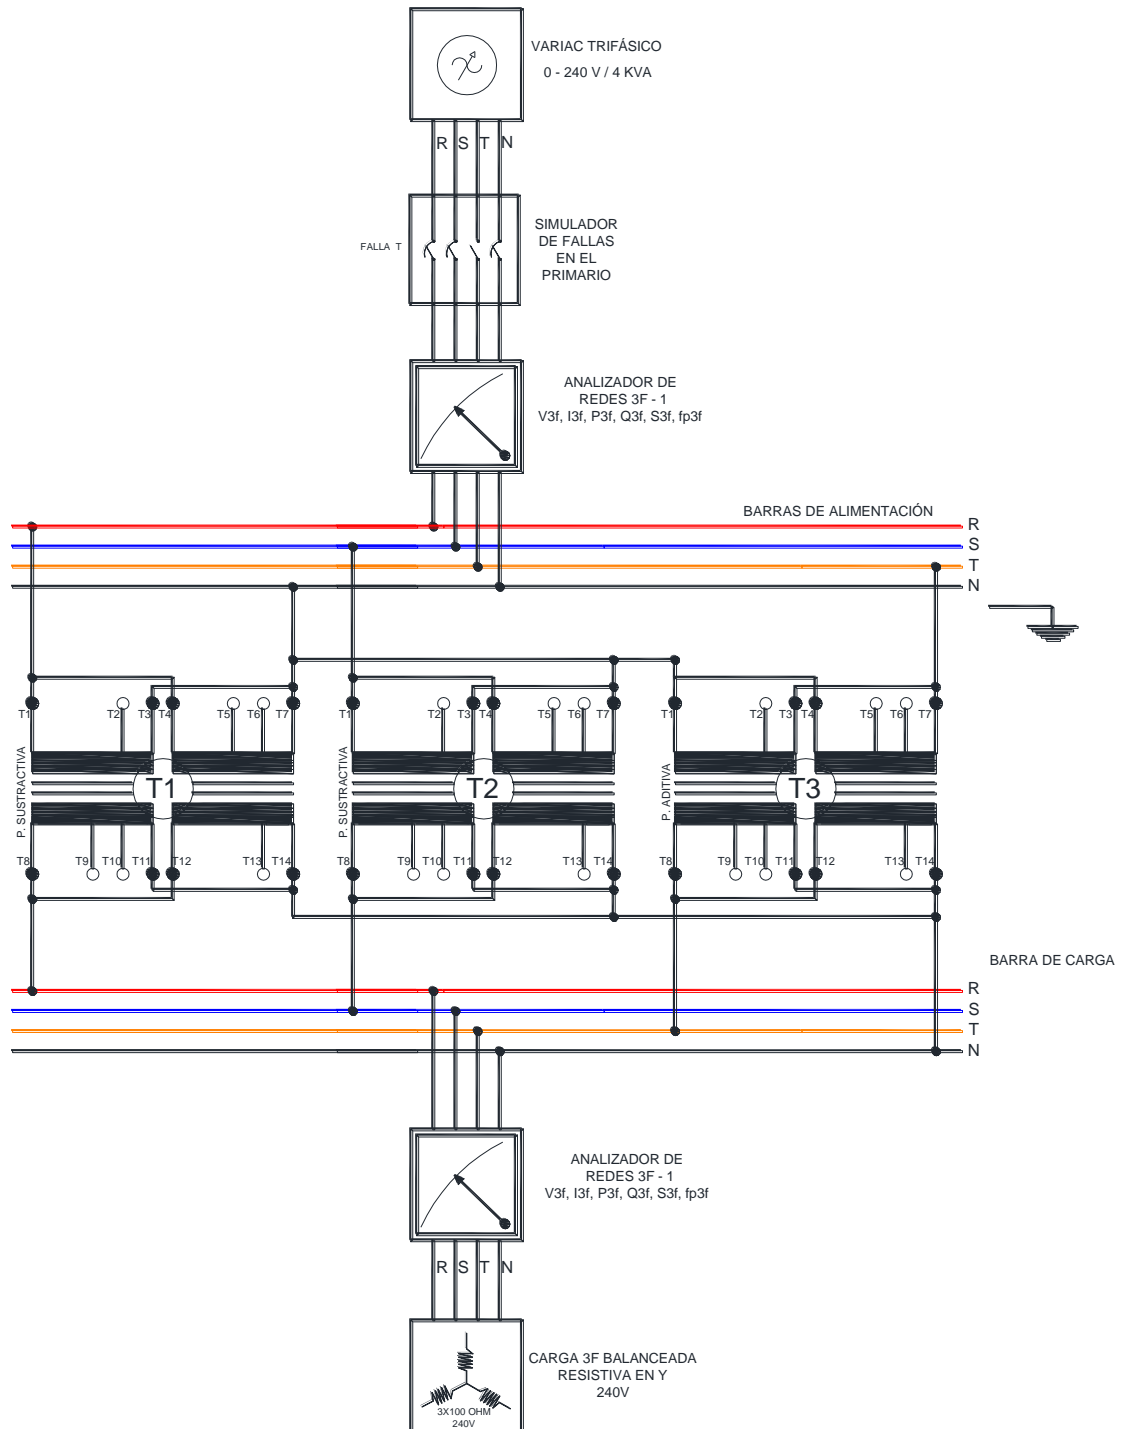 VARIAC TRIFÁSICO
0 - 240 V / 4 KVA
R S T N
FALLA T
SIMULADOR
DE FALLAS
EN EL
PRIMARIO
ANALIZADOR DE
REDES 3F - 1
V3f, I3f, P3f, Q3f, S3f, fp3f
BARRAS DE ALIMENTACIÓN
R
S
T
N
T1 T2 T3 T4 T5 T6 T7
T1 T2 T3 T4 T5 T6 T7
T1 T2 T3 T4 T5 T6 T7
P. SUSTRACTIVA
T1
P. SUSTRACTIVA
T2
P. ADITIVA
T3
T8 T9 T10 T11 T12 T13 T14
T8 T9 T10 T11 T12 T13 T14
T8 T9 T10 T11 T12 T13 T14
BARRA DE CARGA
R
S
T
N
ANALIZADOR DE
REDES 3F - 1
V3f, I3f, P3f, Q3f, S3f, fp3f
R S T N
CARGA 3F BALANCEADA
RESISTIVA EN Y
240V
3X100 OHM
240V